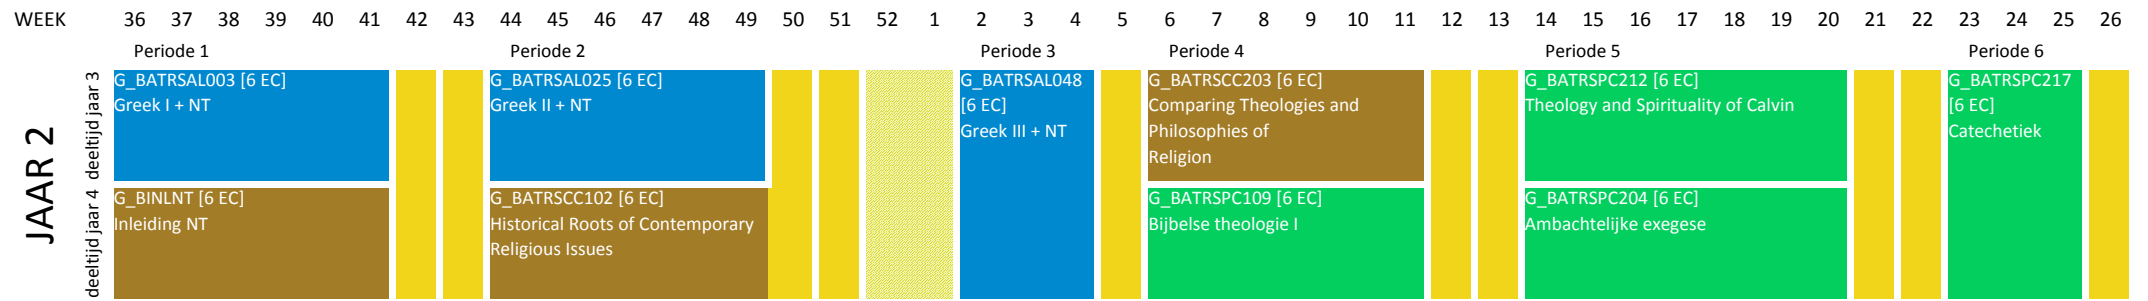 WEEK 36 37 38 39 40 41 42 43 44 45 46 47 48 49 50 51 52 1 2 3 4 5 6 7 8 9 10 11 12 13 14 15 16 17 18 19 20 21 22 23 24 25 26
Periode 1 Periode 2 Periode 3 Periode 4 Periode 5 Periode 6
JAAR 2
deeltijd jaar 3
G_BATRSAL003 [6 EC]
Greek I + NT
G_BATRSAL025 [6 EC]
Greek II + NT
G_BATRSAL048
[6 EC]
Greek III + NT
G_BATRSCC203 [6 EC]
Comparing Theologies and
Philosophies of
Religion
G_BATRSPC212 [6 EC]
Theology and Spirituality of Calvin
G_BATRSPC217
[6 EC]
Catechetiek
deeltijd jaar 4
G_BINLNT [6 EC]
Inleiding NT
G_BATRSCC102 [6 EC]
Historical Roots of Contemporary
Religious Issues
G_BATRSPC109 [6 EC]
Bijbelse theologie I
G_BATRSPC204 [6 EC]
Ambachtelijke exegese